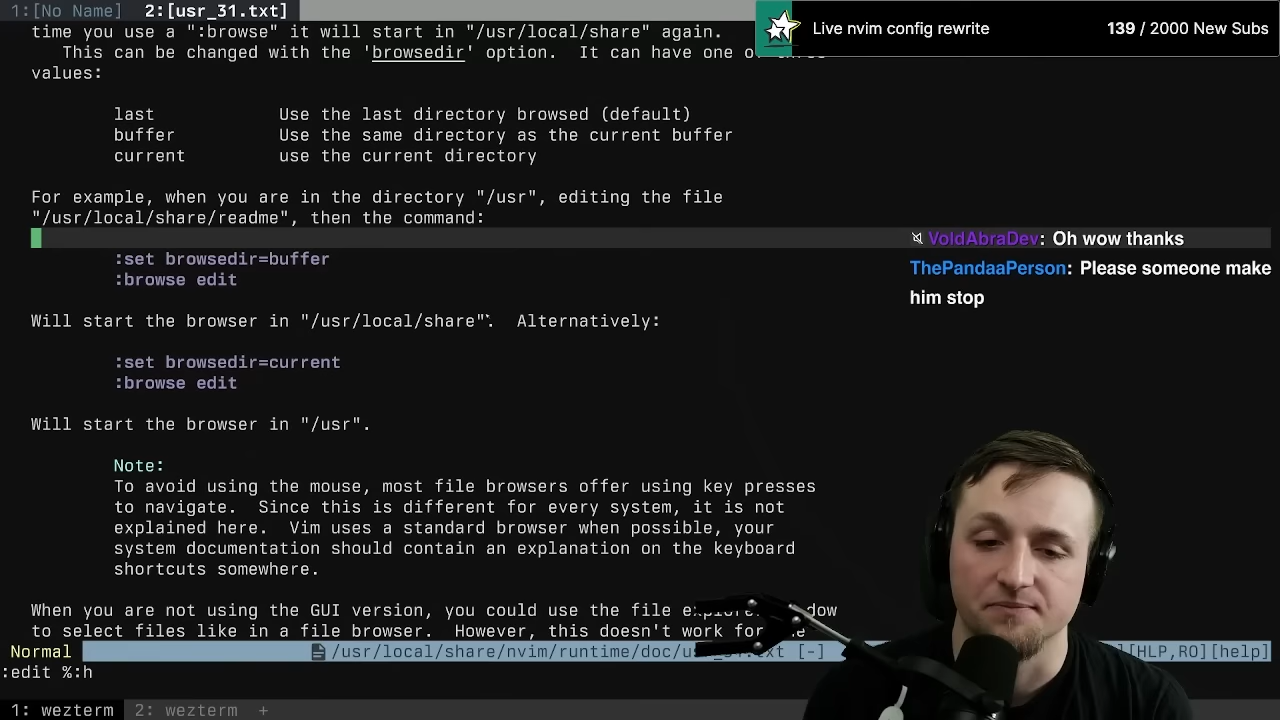 1:[No Name]  2:[usr_31.txt]
Live nvim config rewrite 139 / 2000 New Subs
time you use a ":browse" it will start in "/usr/local/share" again.
This can be changed with the 'browsedir' option.  It can have one of three
values:
last Use the last directory browsed (default)
buffer Use the same directory as the current buffer
current use the current directory
For example, when you are in the directory "/usr", editing the file
"/usr/local/share/readme", then the command:
VoldAbraDev: Oh wow thanks
:set browsedir=buffer
ThePandaaPerson: Please someone make
him stop
:browse edit
Will start the browser in "/usr/local/share".  Alternatively:
:set browsedir=current
:browse edit
Will start the browser in "/usr".
Note:
To avoid using the mouse, most file browsers offer using key presses
to navigate.  Since this is different for every system, it is not
explained here.  Vim uses a standard browser when possible, your
system documentation should contain an explanation on the keyboard
shortcuts somewhere.
When you are not using the GUI version, you could use the file explorer window
to select files like in a file browser.  However, this doesn't work for the
Normal /usr/local/share/nvim/runtime/doc/usr_31.txt [-] [HLP,RO][help]
:edit %:h
1: wezterm  2: wezterm  +